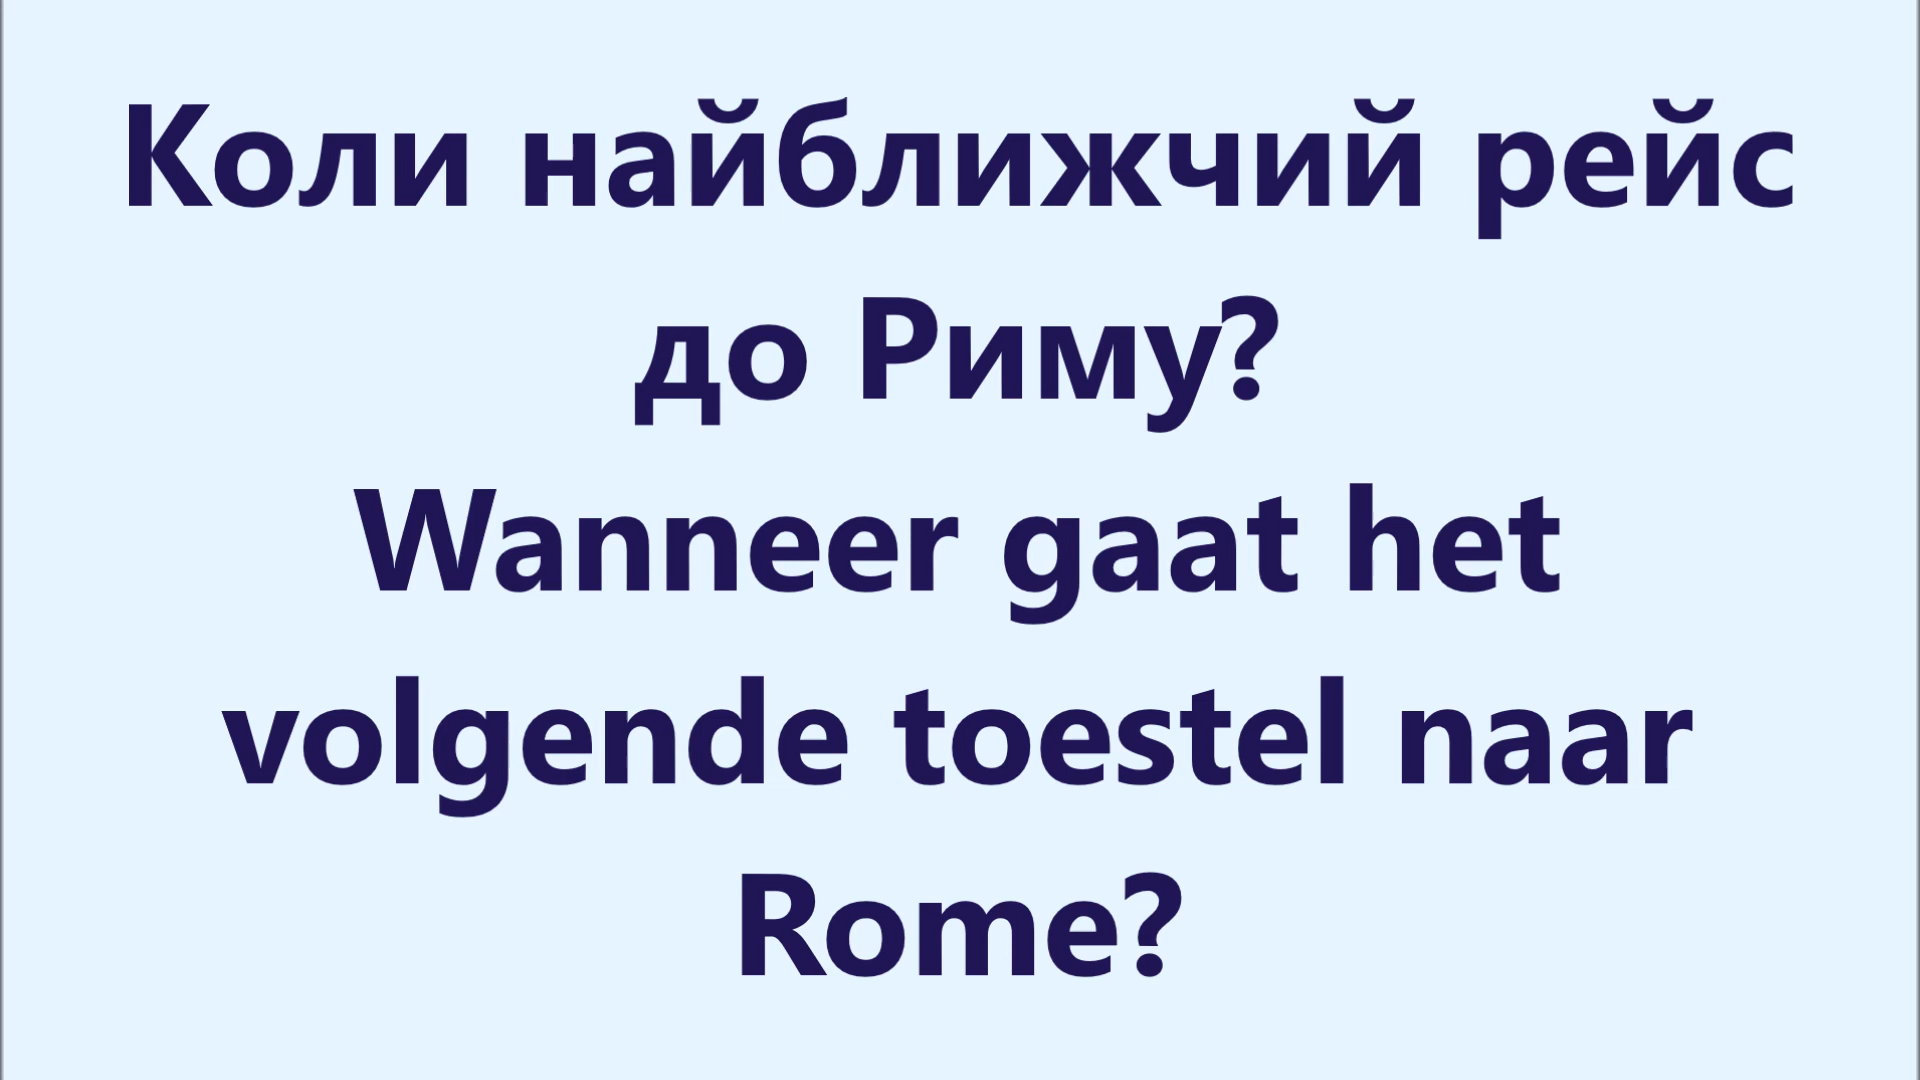 Коли найближчий рейс
до Риму?
Wanneer gaat het
volgende toestel naar
Rome?